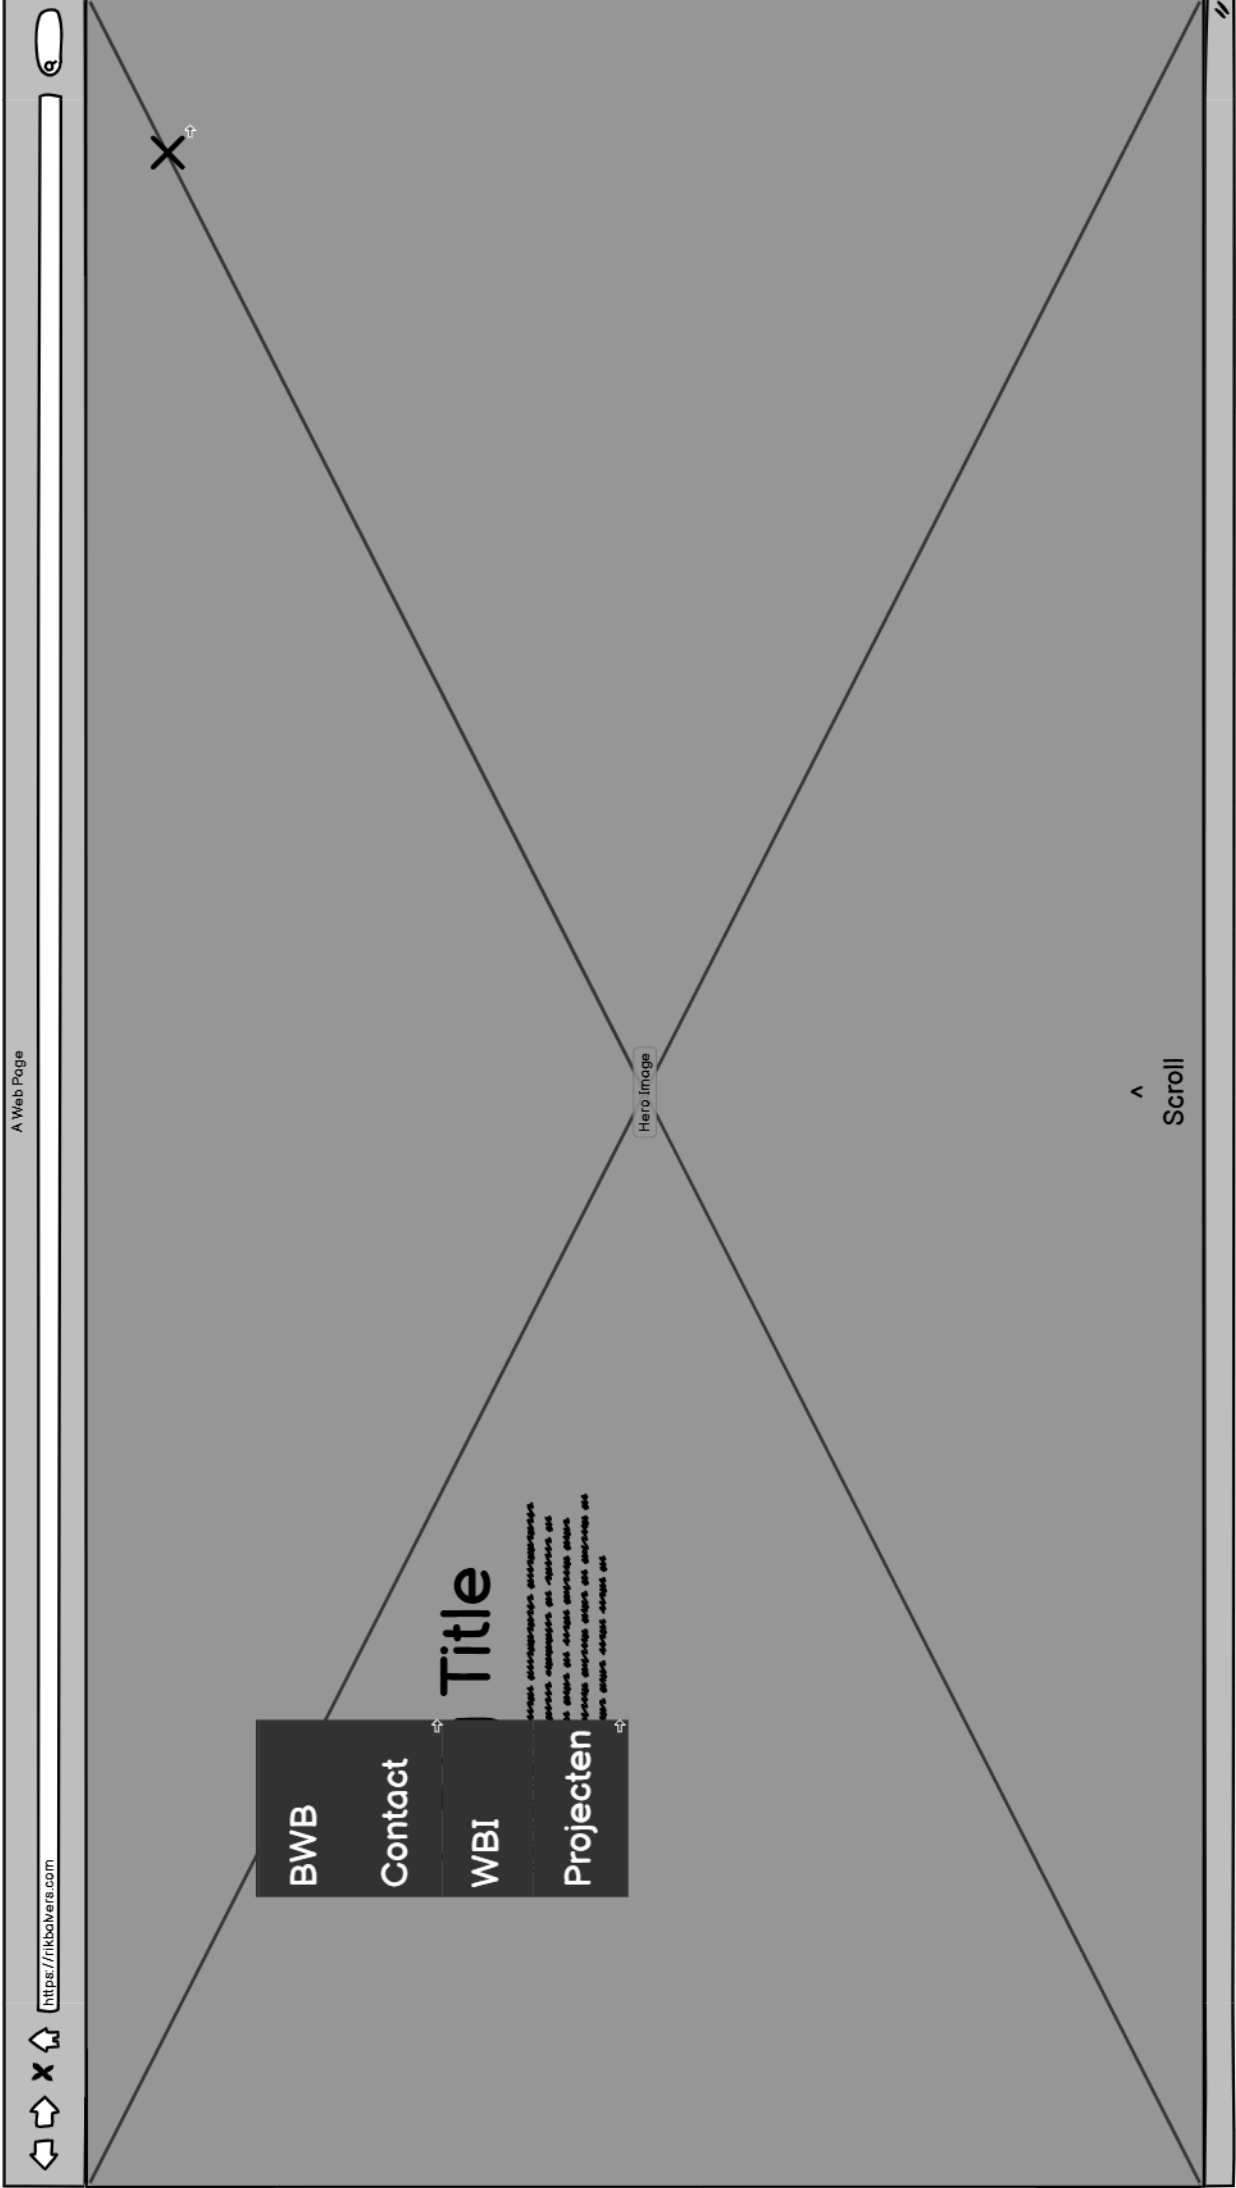 A Web Page
https://rikbalvers.com
BWB
Contact
WBI
Projecten
Title
Hero Image
Scroll